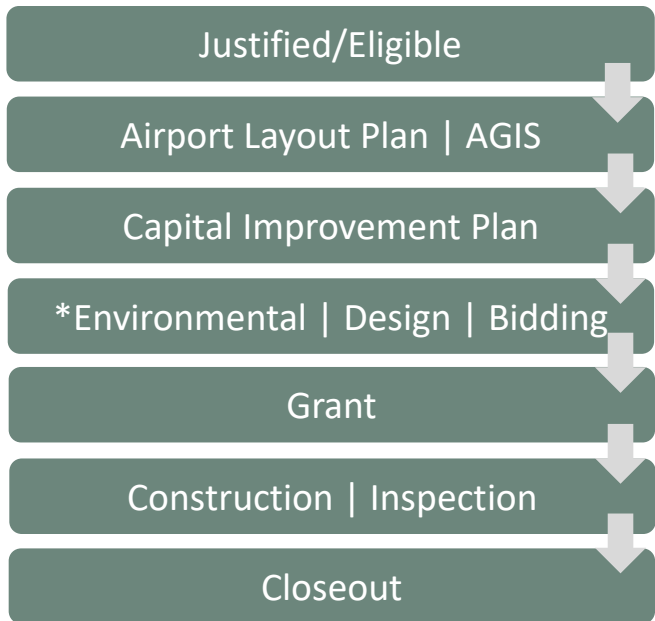 Justified/Eligible
Airport Layout Plan | AGIS
Capital Improvement Plan
*Environmental | Design | Bidding
Grant
Construction | Inspection
Closeout